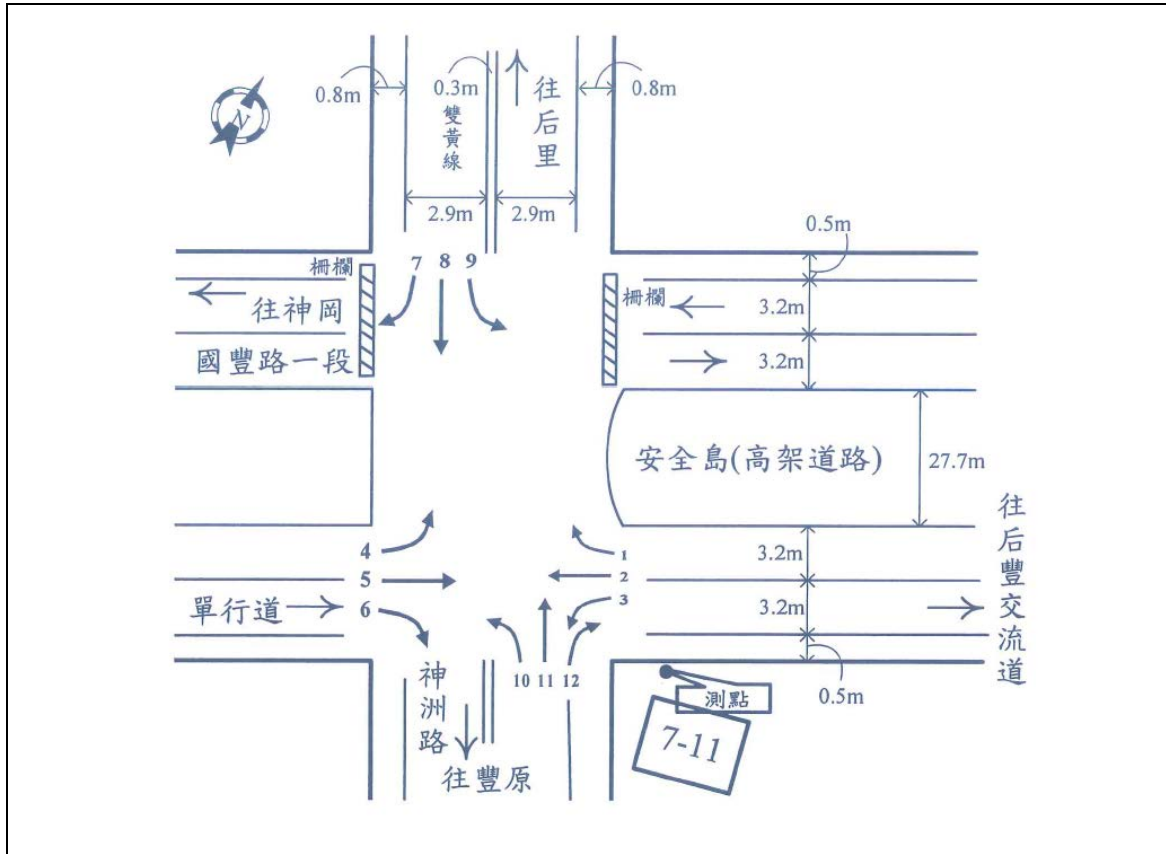 0.8m
0.3m
雙黃線
往后里
0.8m
N
2.9m
2.9m
0.5m
柵欄
7 8 9
柵欄
往神岡
3.2m
國豐路一段
3.2m
安全島(高架道路)
27.7m
往后豐交流道
4
1
3.2m
5
2
單行道
6
3
3.2m
10 11 12
神洲路
測點
0.5m
7-11
往豐原